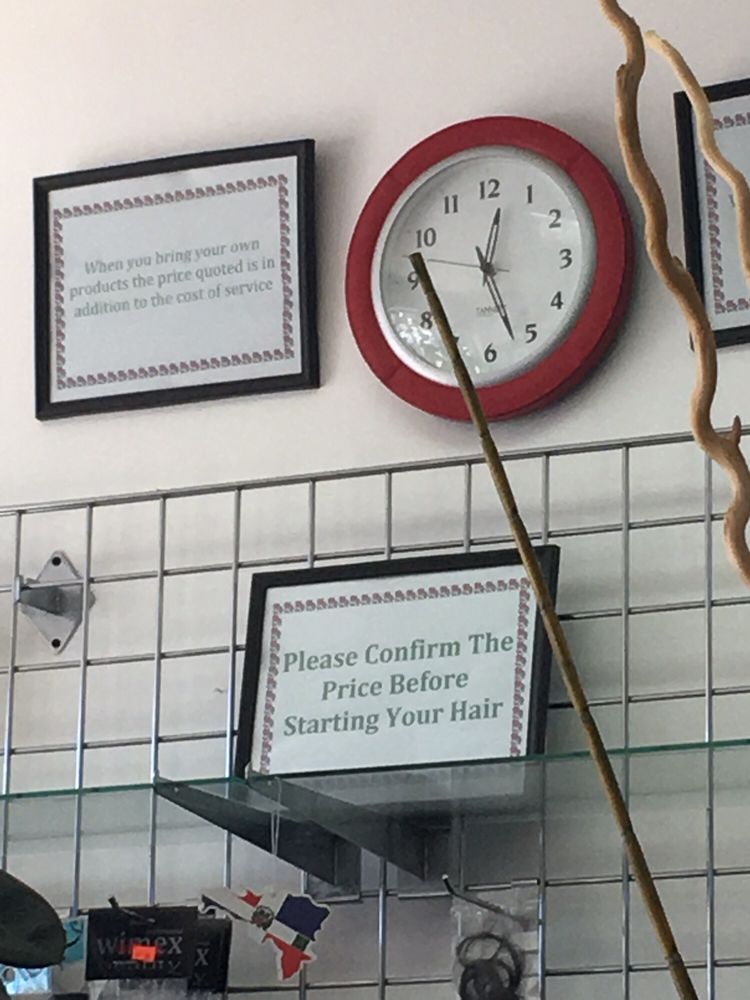 When you bring your own
products the price quoted is in
addition to the cost of service
12
1
2
3
4
5
6
8
9
10
11
Please Confirm The
Price Before
Starting Your Hair
wimex
X